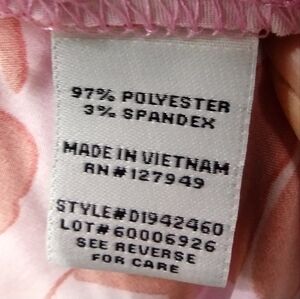 97% POLYESTER
3% SPANDEX
MADE IN VIETNAM
RN#127949
STYLE#D1942460
LOT#60006926
SEE REVERSE
FOR CARE